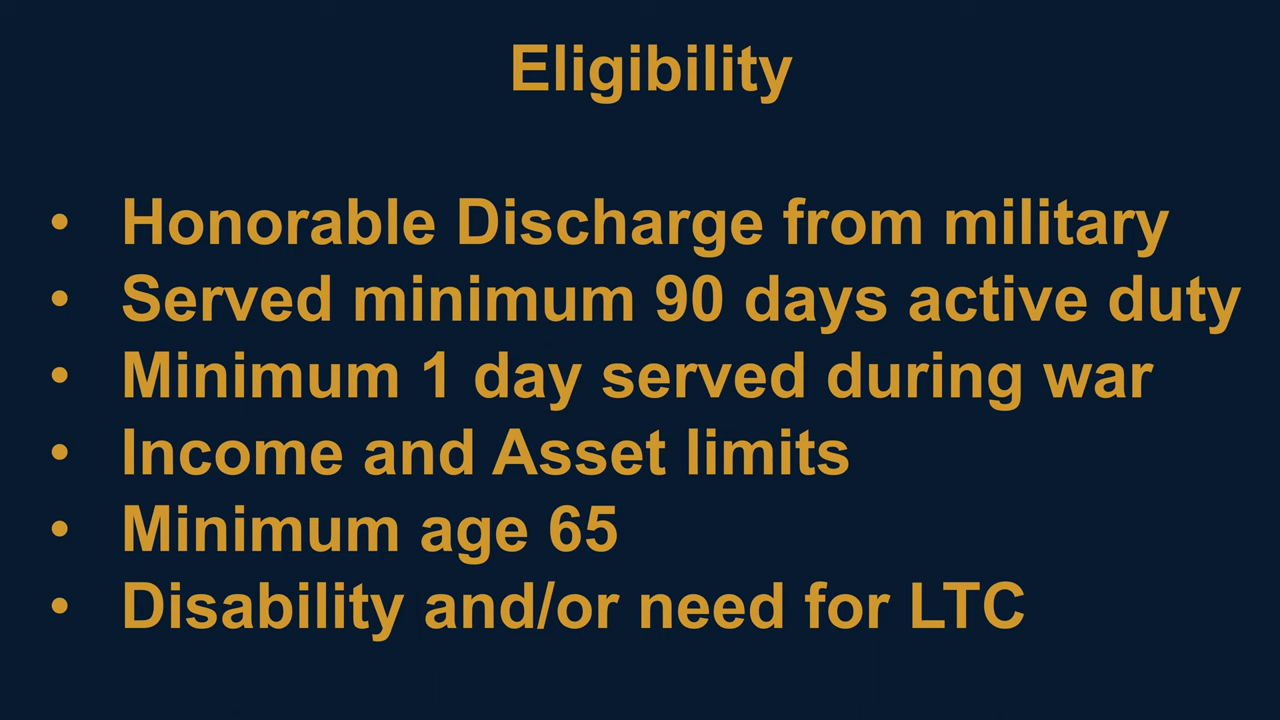 Eligibility
• Honorable Discharge from military
• Served minimum 90 days active duty
• Minimum 1 day served during war
• Income and Asset limits
• Minimum age 65
• Disability and/or need for LTC